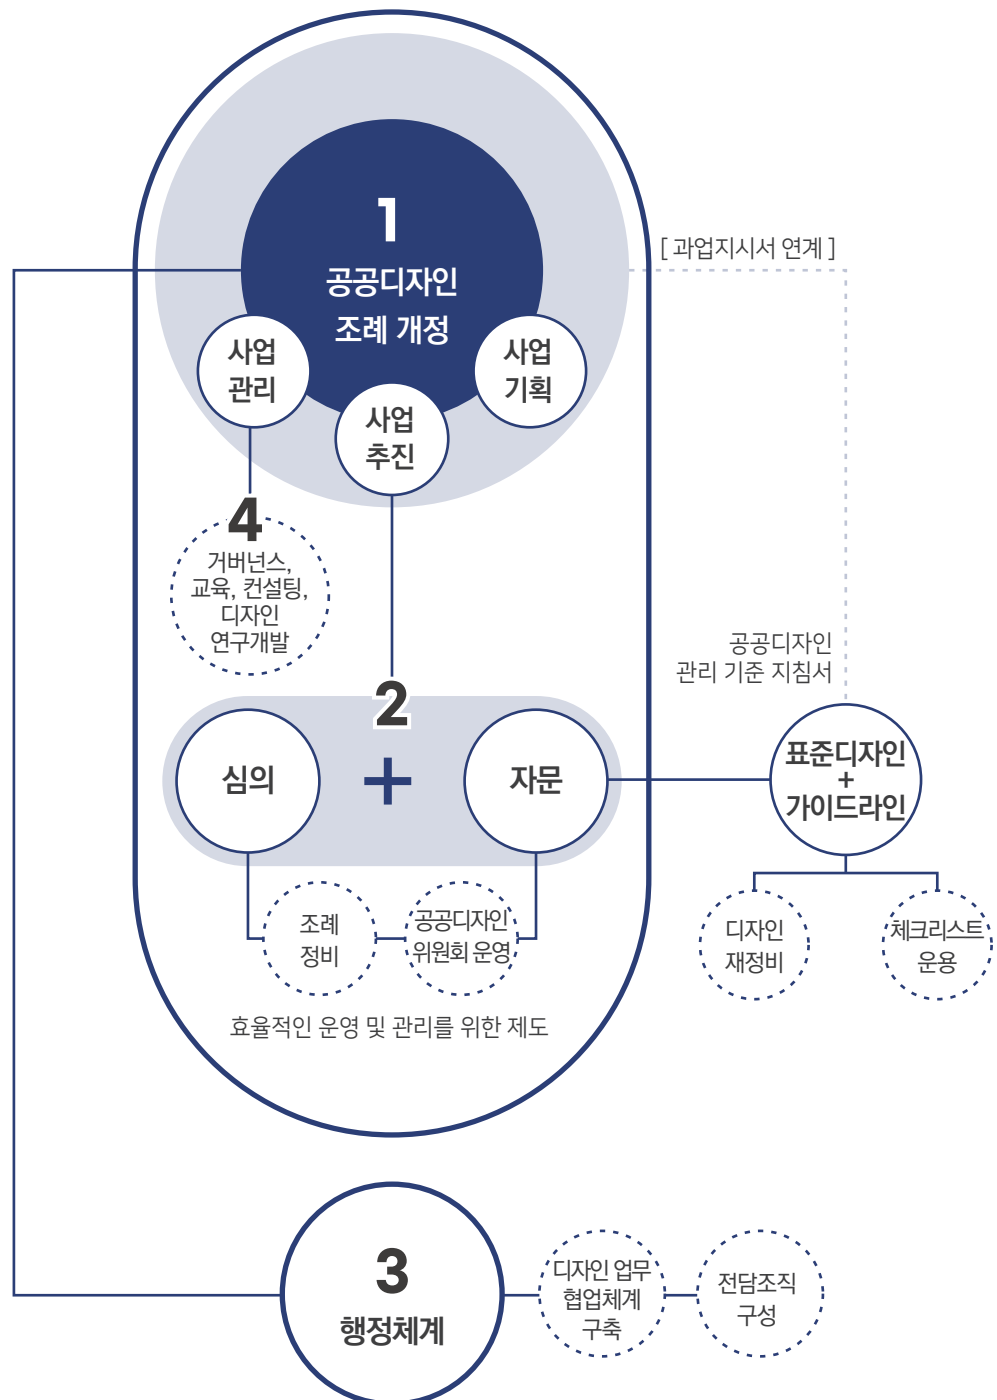 1
공공디자인
조례 개정
[ 과업지시서 연계 ]
사업
관리
사업
추진
사업
기획
4
거버넌스,
교육, 컨설팅,
디자인
연구개발
2
심의
+
자문
공공디자인
관리 기준 지침서
표준디자인
+
가이드라인
조례
정비
공공디자인
위원회 운영
디자인
재정비
체크리스트
운용
효율적인 운영 및 관리를 위한 제도
3
행정체계
디자인 업무
협업체계
구축
전담조직
구성